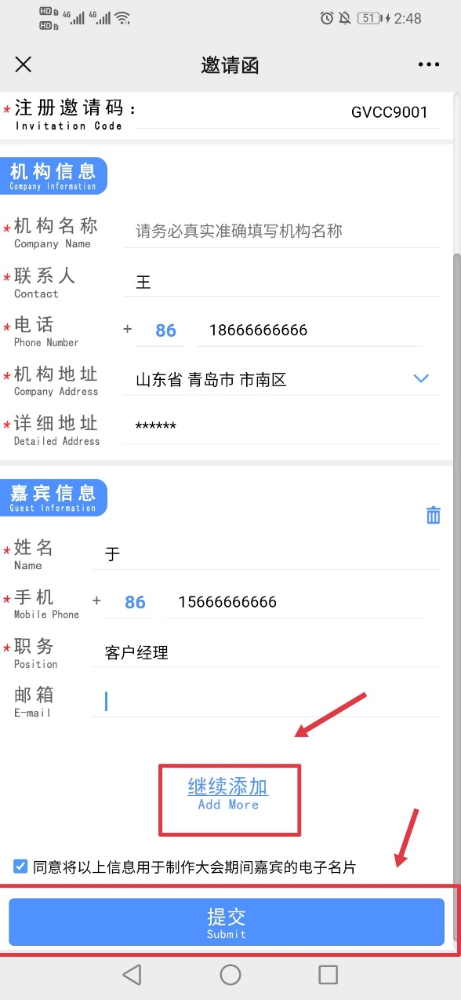 HD 1 4G 4G 51 2:48
HD 2
邀请函
*注册邀请码:
Invitation Code
GVCC9001
机构信息
Company Information
*机构名称
Company Name
请务必真实准确填写机构名称
*联系人
Contact
王
*电话
Phone Number
+ 86 18666666666
*机构地址
Company Address
山东省 青岛市 市南区
*详细地址
Detailed Address
******
嘉宾信息
Guest Information
*姓名
Name
于
*手机
Mobile Phone
+ 86 15666666666
*职务
Position
客户经理
邮箱
E-mail
继续添加
Add More
同意将以上信息用于制作大会期间嘉宾的电子名片
提交
Submit